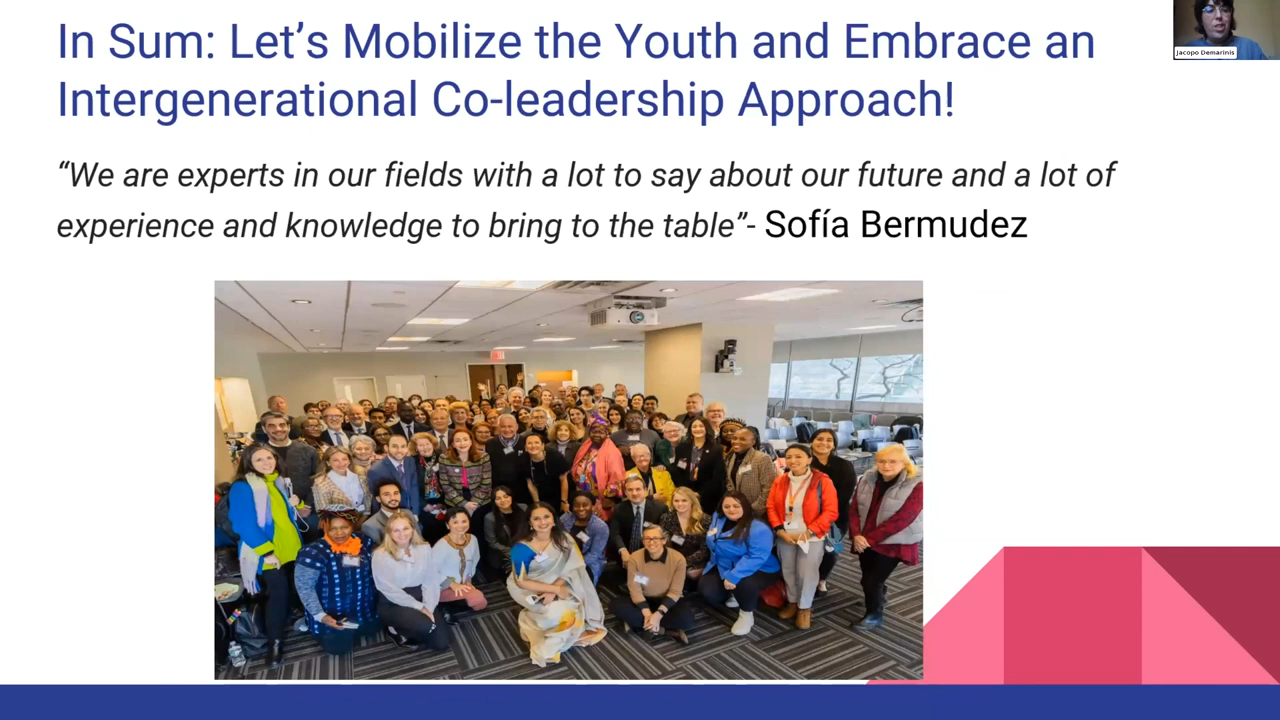 In Sum: Let’s Mobilize the Youth and Embrace an
Intergenerational Co-leadership Approach!
“We are experts in our fields with a lot to say about our future and a lot of
experience and knowledge to bring to the table”- Sofía Bermudez
Jacopo Demarinis